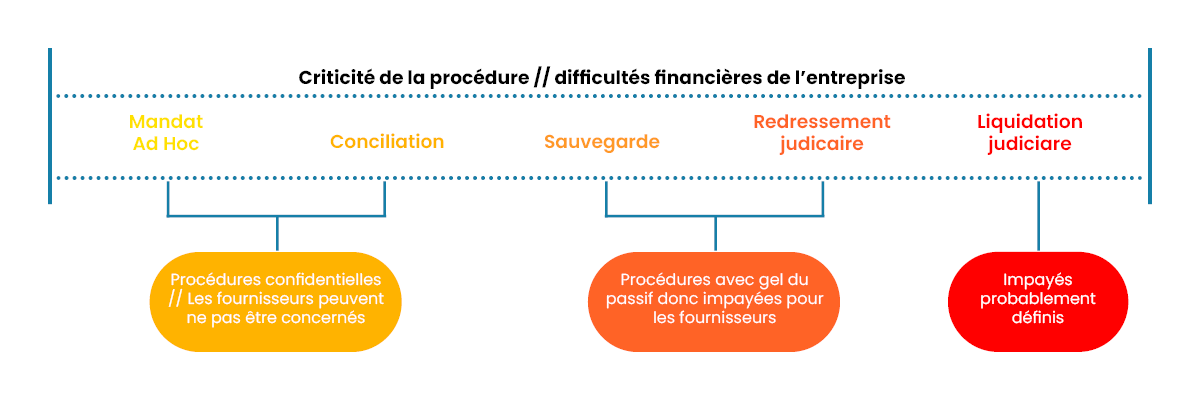 Criticité de la procédure // difficultés financières de l'entreprise
Mandat
Ad Hoc
Conciliation
Sauvegarde
Redressement
judicaire
Liquidation
judiciare
Procédures confidentielles
// Les fournisseurs peuvent
ne pas être concernés
Procédures avec gel du
passif donc impayées pour
les fournisseurs
Impayés
probablement
définis